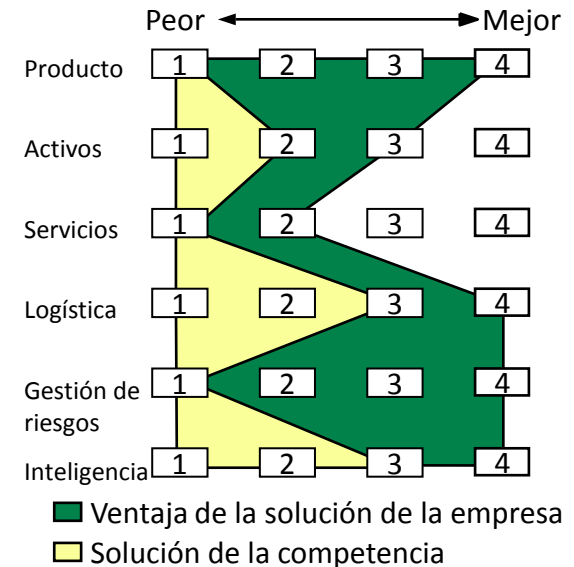 Peor Mejor
Producto 1 2 3 4
Activos 1 2 3 4
Servicios 1 2 3 4
Logística 1 2 3 4
Gestión de 1 2 3 4
riesgos
Inteligencia 1 2 3 4
Ventaja de la solución de la empresa
Solución de la competencia